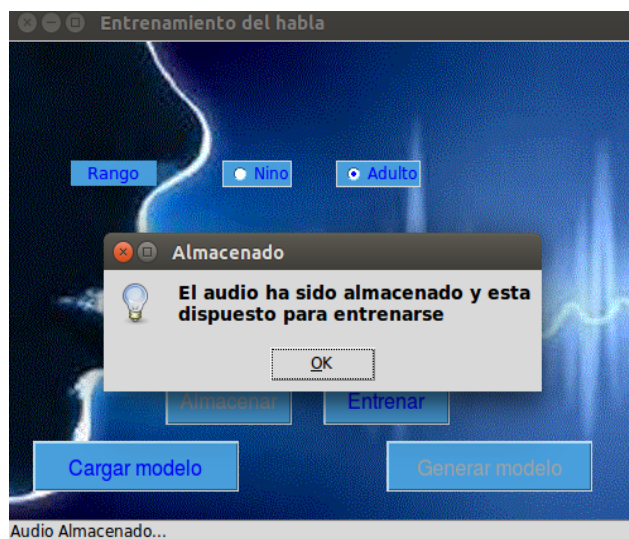 Entrenamiento del habla
Rango
Nino
Adulto
Almacenado
El audio ha sido almacenado y esta
dispuesto para entrenarse
OK
Almacenar
Entrenar
Cargar modelo
Generar modelo
Audio Almacenado...